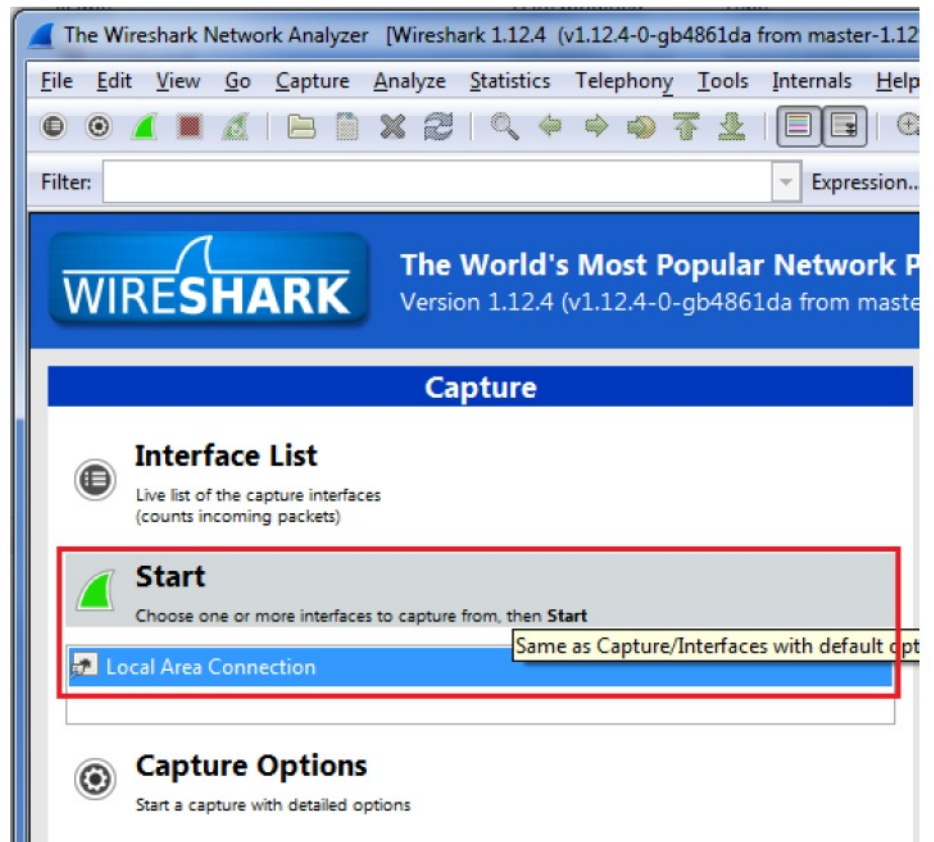 The Wireshark Network Analyzer [Wireshark 1.12.4 (v1.12.4-0-gb4861da from master-1.12
File Edit View Go Capture Analyze Statistics Telephony Tools Internals Help
Filter: Expression...
WIRESHARK
The World's Most Popular Network P
Version 1.12.4 (v1.12.4-0-gb4861da from maste
Capture
Interface List
Live list of the capture interfaces
(counts incoming packets)
Start
Choose one or more interfaces to capture from, then Start
Same as Capture/Interfaces with default opt
Local Area Connection
Capture Options
Start a capture with detailed options